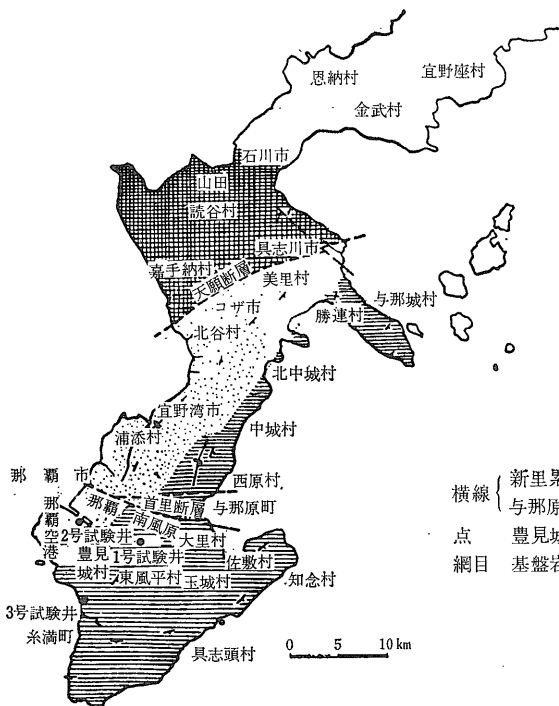 恩納村
宜野座村
金武村
石川市
山田
読谷村
具志川市
嘉手納村
天願断層
美里村
コザ市
与那城村
勝連村
北谷村
北中城村
宜野湾市
中城村
浦添村
西原村
那覇市
首里断層
与那原町
那覇
南風原
那覇空港
2号試験井
大里村
豊見城村
1号試験井
佐敷村
東風平村
玉城村
知念村
3号試験井
糸満町
具志頭村
0 5 10km
横線 新里累
与那原
点 豊見城
網目 基盤岩